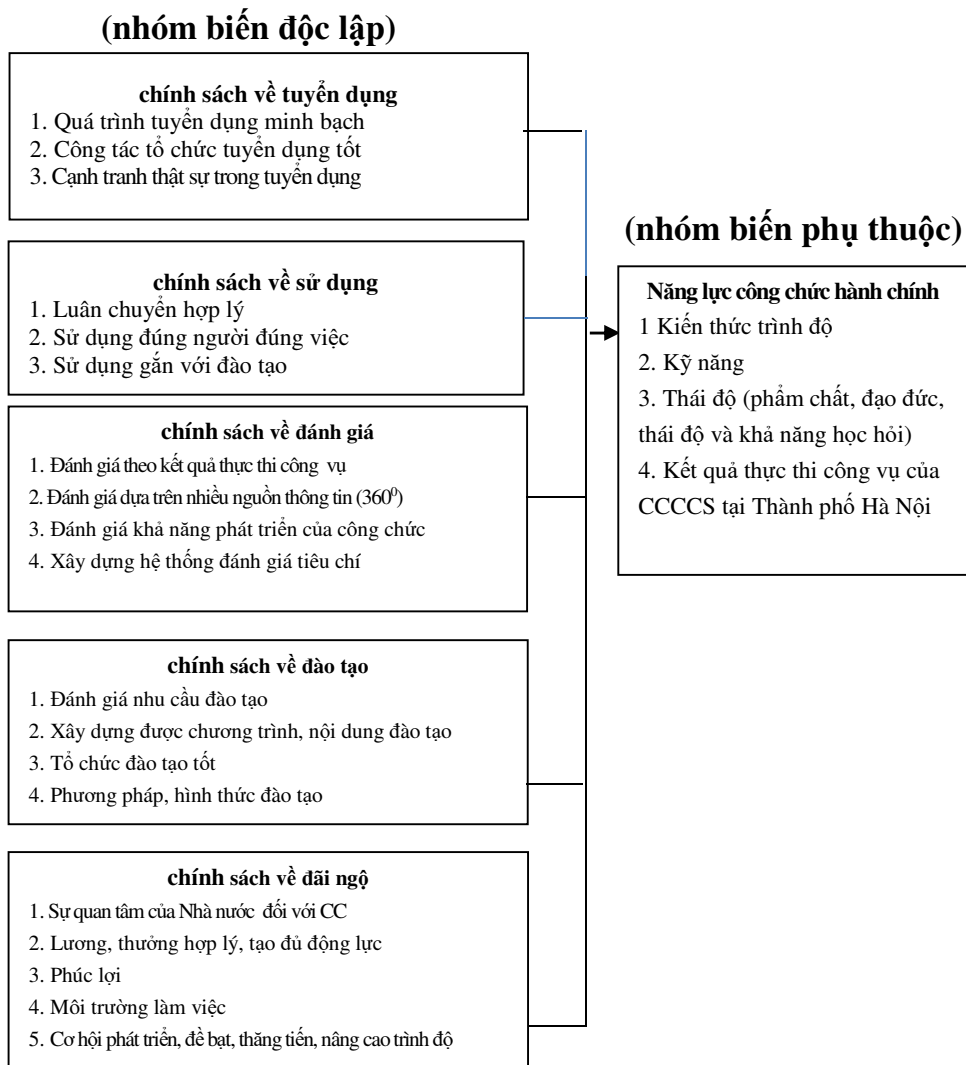 (nhóm biến độc lập)
chính sách về tuyển dụng
1. Quá trình tuyển dụng minh bạch
2. Công tác tổ chức tuyển dụng tốt
3. Cạnh tranh thật sự trong tuyển dụng
chính sách về sử dụng
1. Luân chuyển hợp lý
2. Sử dụng đúng người đúng việc
3. Sử dụng gắn với đào tạo
chính sách về đánh giá
1. Đánh giá theo kết quả thực thi công vụ
2. Đánh giá dựa trên nhiều nguồn thông tin (360⁰)
3. Đánh giá khả năng phát triển của công chức
4. Xây dựng hệ thống đánh giá tiêu chí
chính sách về đào tạo
1. Đánh giá nhu cầu đào tạo
2. Xây dựng được chương trình, nội dung đào tạo
3. Tổ chức đào tạo tốt
4. Phương pháp, hình thức đào tạo
chính sách về đãi ngộ
1. Sự quan tâm của Nhà nước đối với CC
2. Lương, thưởng hợp lý, tạo đủ động lực
3. Phúc lợi
4. Môi trường làm việc
5. Cơ hội phát triển, đề bạt, thăng tiến, nâng cao trình độ
(nhóm biến phụ thuộc)
Năng lực công chức hành chính
1 Kiến thức trình độ
2. Kỹ năng
3. Thái độ (phẩm chất, đạo đức,
thái độ và khả năng học hỏi)
4. Kết quả thực thi công vụ của
CCCCS tại Thành phố Hà Nội